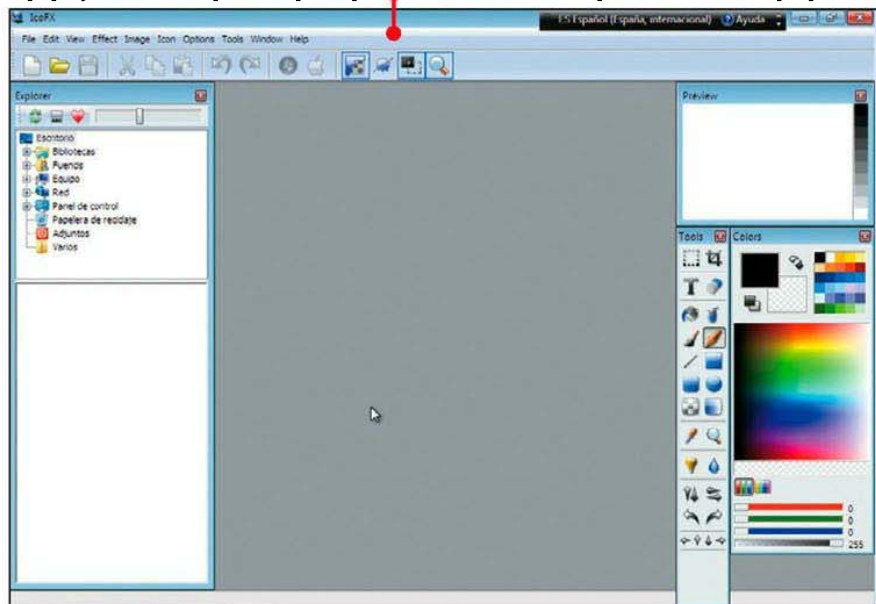 IcoFX
ES Español (España, internacional) Ayuda
File Edit View Effect Image Icon Options Tools Window Help
Explorer
Escritorio
Bibliotecas
Fuends
Equipo
Red
Panel de control
Papelera de reciclaje
Adjuntos
Varios
Preview
Tools
Colors
0
0
0
255